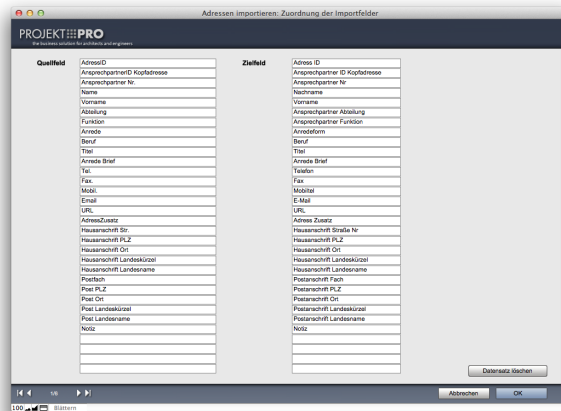 Adressen importieren: Zuordnung der Importfelder
PROJEKT PRO
the business solution for architects and engineers
Quellfeld Zielfeld
AdressID Adress ID
AnsprechpartnerID Kopfadresse Ansprechpartner ID Kopfadresse
Ansprechpartner Nr. Ansprechpartner Nr
Name Nachname
Vorname Vorname
Abteilung Ansprechpartner Abteilung
Funktion Ansprechpartner Funktion
Anrede Anredeform
Beruf Beruf
Titel Titel
Anrede Brief Anrede Brief
Tel. Telefon
Fax. Fax
Mobil. Mobiltel
Email E-Mail
URL URL
AdressZusatz Adress Zusatz
Hausanschrift Str. Hausanschrift Straße Nr
Hausanschrift PLZ Hausanschrift PLZ
Hausanschrift Ort Hausanschrift Ort
Hausanschrift Landeskürzel Hausanschrift Landeskürzel
Hausanschrift Landesname Hausanschrift Landesname
Postfach Postanschrift Fach
Post PLZ Postanschrift PLZ
Post Ort Postanschrift Ort
Post Landeskürzel Postanschrift Landeskürzel
Post Landesname Postanschrift Landesname
Notiz Notiz
Datensatz löschen
1/6 Abbrechen OK
100 Blättern